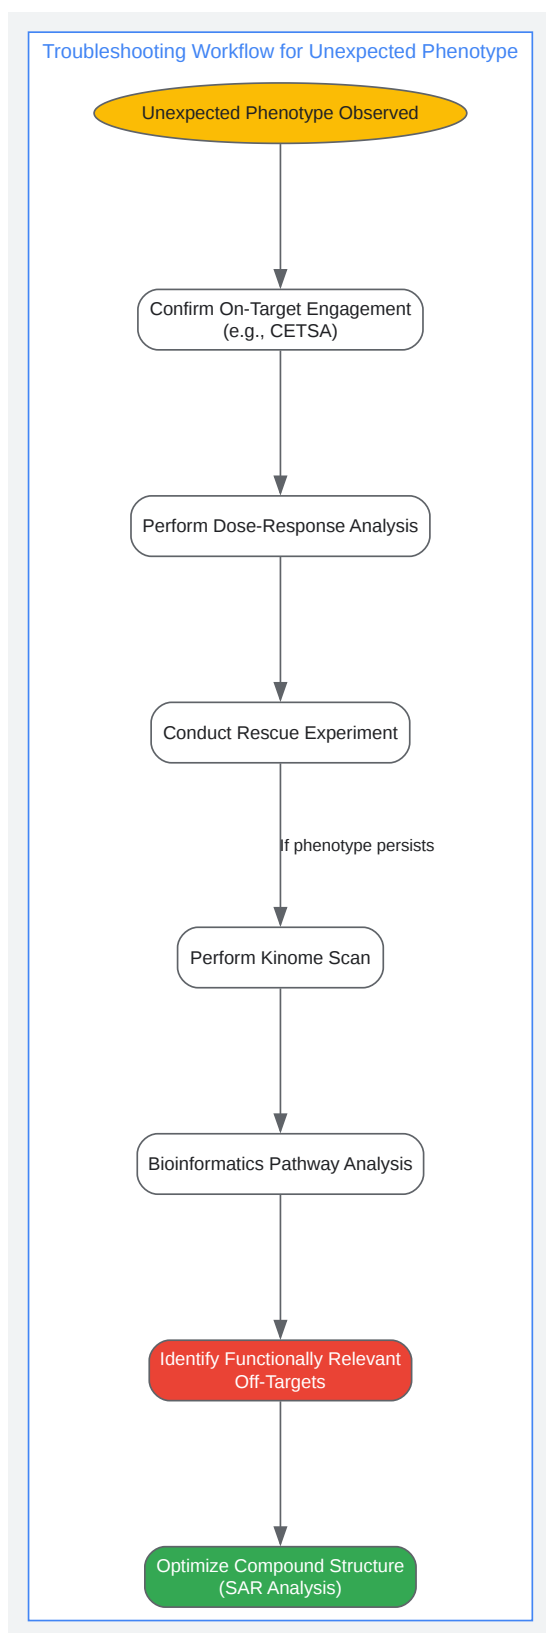 Troubleshooting Workflow for Unexpected Phenotype
Unexpected Phenotype Observed
Confirm On-Target Engagement
(e.g., CETSA)
Perform Dose-Response Analysis
Conduct Rescue Experiment
If phenotype persists
Perform Kinome Scan
Bioinformatics Pathway Analysis
Identify Functionally Relevant
Off-Targets
Optimize Compound Structure
(SAR Analysis)